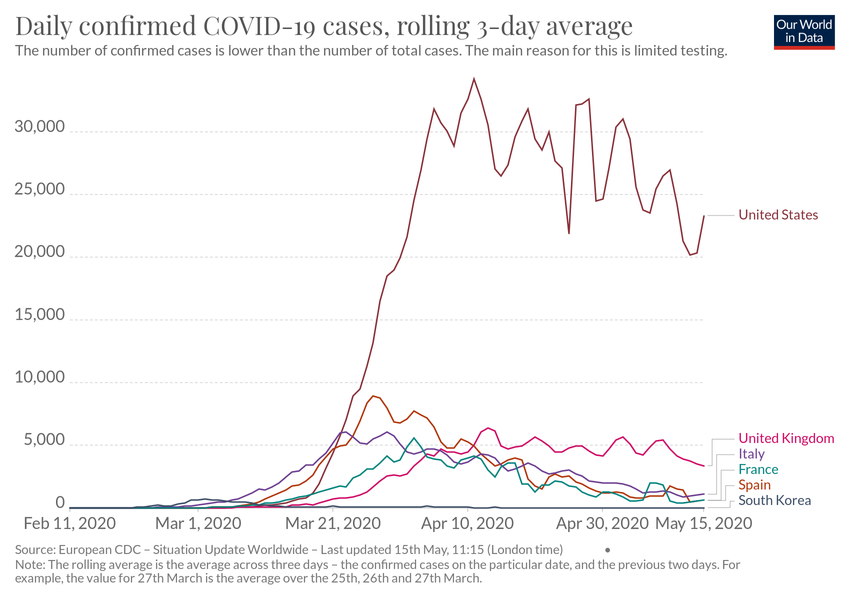 Daily confirmed COVID-19 cases, rolling 3-day average
The number of confirmed cases is lower than the number of total cases. The main reason for this is limited testing.
Our World
in Data
30,000
25,000
20,000
15,000
10,000
5,000
0
United States
United Kingdom
Italy
France
Spain
South Korea
Feb 11, 2020
Mar 1, 2020
Mar 21, 2020
Apr 10, 2020
Apr 30, 2020
May 15, 2020
Source: European CDC – Situation Update Worldwide – Last updated 15th May, 11:15 (London time)
Note: The rolling average is the average across three days – the confirmed cases on the particular date, and the previous two days. For
example, the value for 27th March is the average over the 25th, 26th and 27th March.